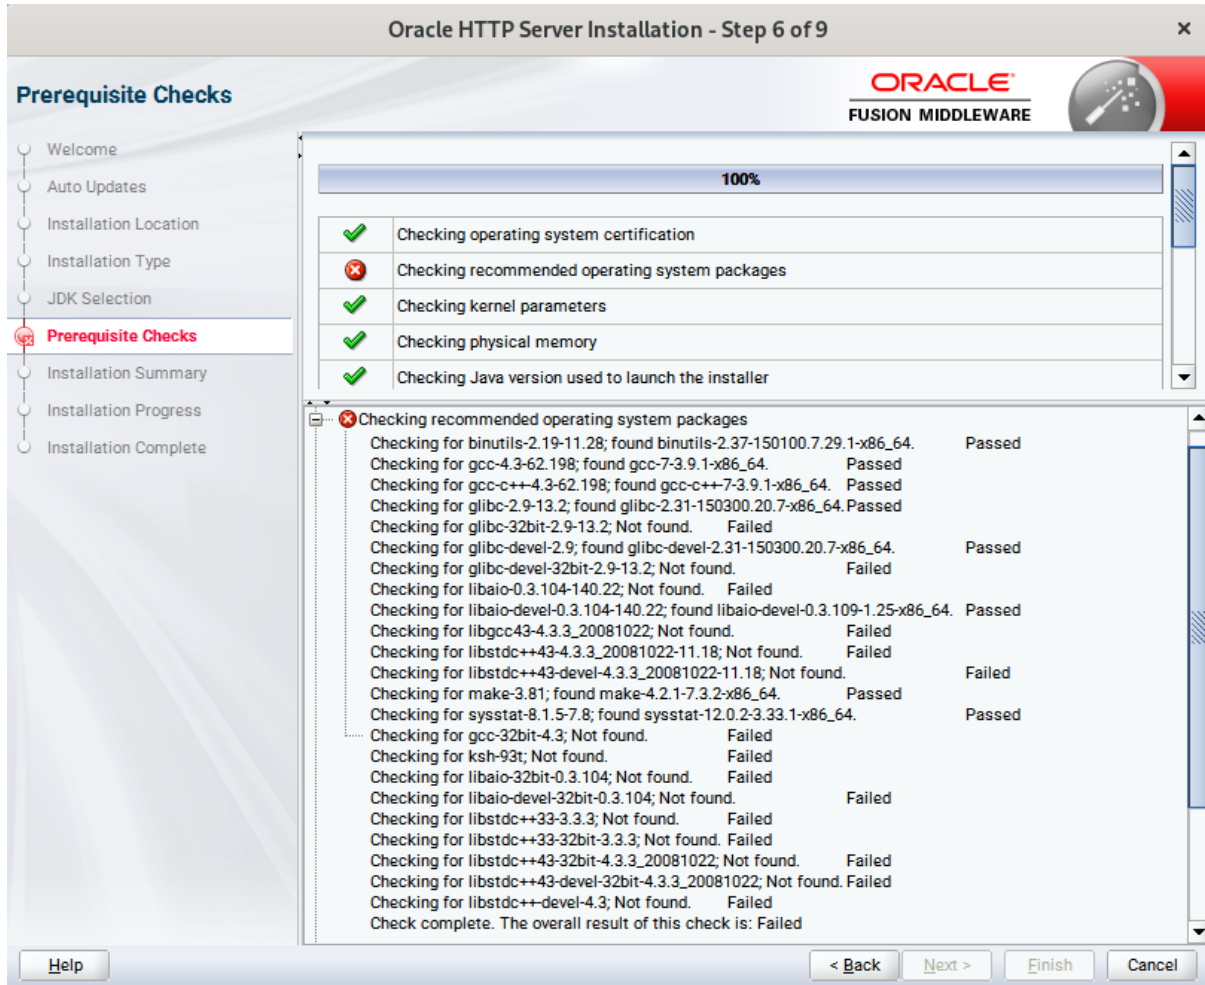 Oracle HTTP Server Installation - Step 6 of 9
Prerequisite Checks
ORACLE
FUSION MIDDLEWARE
Welcome
Auto Updates
Installation Location
Installation Type
JDK Selection
Prerequisite Checks
Installation Summary
Installation Progress
Installation Complete
100%
Checking operating system certification
Checking recommended operating system packages
Checking kernel parameters
Checking physical memory
Checking Java version used to launch the installer
Checking recommended operating system packages
Checking for binutils-2.19-11.28; found binutils-2.37-150100.7.29.1-x86_64. Passed
Checking for gcc-4.3-62.198; found gcc-7-3.9.1-x86_64. Passed
Checking for gcc-c++-4.3-62.198; found gcc-c++-7-3.9.1-x86_64. Passed
Checking for glibc-2.9-13.2; found glibc-2.31-150300.20.7-x86_64. Passed
Checking for glibc-32bit-2.9-13.2; Not found. Failed
Checking for glibc-devel-2.9; found glibc-devel-2.31-150300.20.7-x86_64. Passed
Checking for glibc-devel-32bit-2.9-13.2; Not found. Failed
Checking for libaio-0.3.104-140.22; Not found. Failed
Checking for libaio-devel-0.3.104-140.22; found libaio-devel-0.3.109-1.25-x86_64. Passed
Checking for libgcc43-4.3.3_20081022; Not found. Failed
Checking for libstdc++43-4.3.3_20081022-11.18; Not found. Failed
Checking for libstdc++43-devel-4.3.3_20081022-11.18; Not found. Failed
Checking for make-3.81; found make-4.2.1-7.3.2-x86_64. Passed
Checking for sysstat-8.1.5-7.8; found sysstat-12.0.2-3.33.1-x86_64. Passed
Checking for gcc-32bit-4.3; Not found. Failed
Checking for ksh-93t; Not found. Failed
Checking for libaio-32bit-0.3.104; Not found. Failed
Checking for libaio-devel-32bit-0.3.104; Not found. Failed
Checking for libstdc++33-3.3.3; Not found. Failed
Checking for libstdc++33-32bit-3.3.3; Not found. Failed
Checking for libstdc++43-32bit-4.3.3_20081022; Not found. Failed
Checking for libstdc++43-devel-32bit-4.3.3_20081022; Not found. Failed
Checking for libstdc++-devel-4.3; Not found. Failed
Check complete. The overall result of this check is: Failed
Help
< Back
Next >
Finish
Cancel